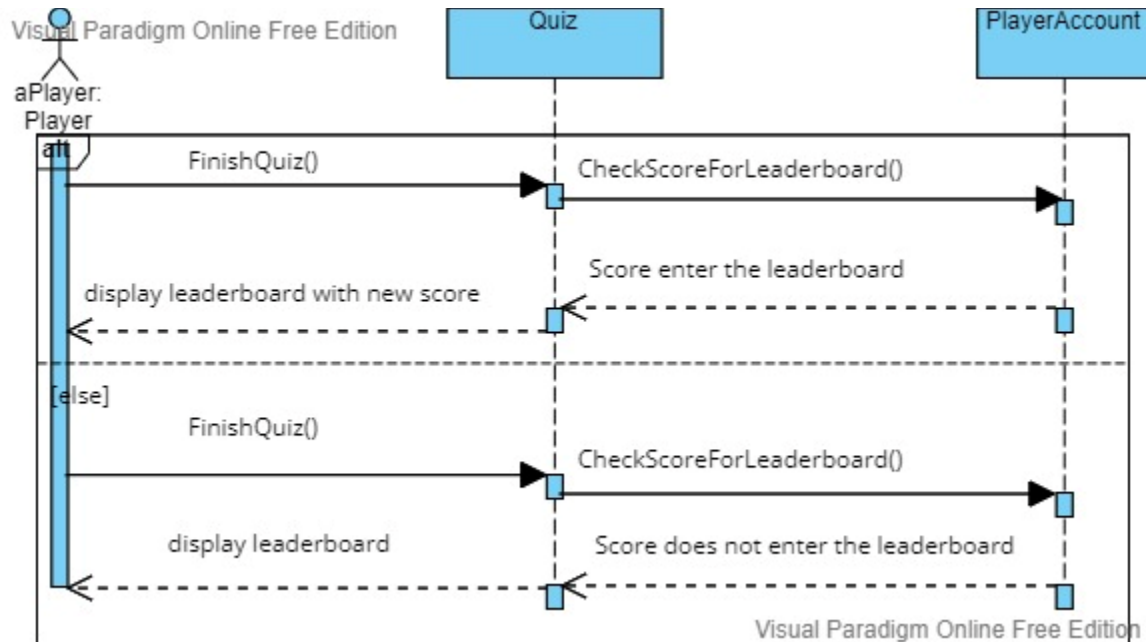 Visual Paradigm Online Free Edition
Quiz
PlayerAccount
aPlayer:
Player
alt
FinishQuiz()
CheckScoreForLeaderboard()
Score enter the leaderboard
display leaderboard with new score
[else]
FinishQuiz()
CheckScoreForLeaderboard()
display leaderboard
Score does not enter the leaderboard
Visual Paradigm Online Free Edition